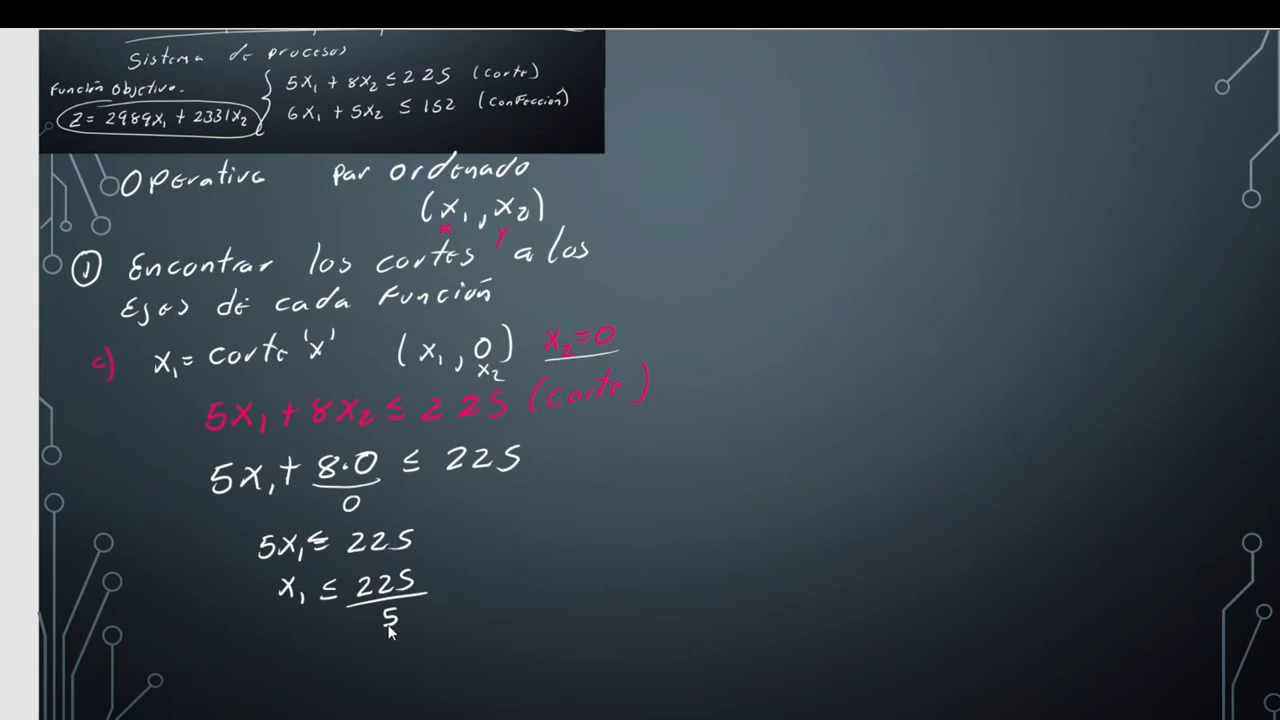 Sistema de procesos
Función Objetivo.
5x₁ + 8x₂ ≤ 225 (corte)
Z = 2989x₁ + 2331x₂
6x₁ + 5x₂ ≤ 152 (confección)
Operativa par ordenado
(x₁, x₂)
x y
① Encontrar los cortes a los
Ejes de cada función
c) x₁ = corte 'x' (x₁, 0) x₂=0
x₂
5x₁ + 8x₂ ≤ 225 (corte)
5x₁ + 8·0 ≤ 225
0
5x₁ ≤ 225
x₁ ≤ 225
5